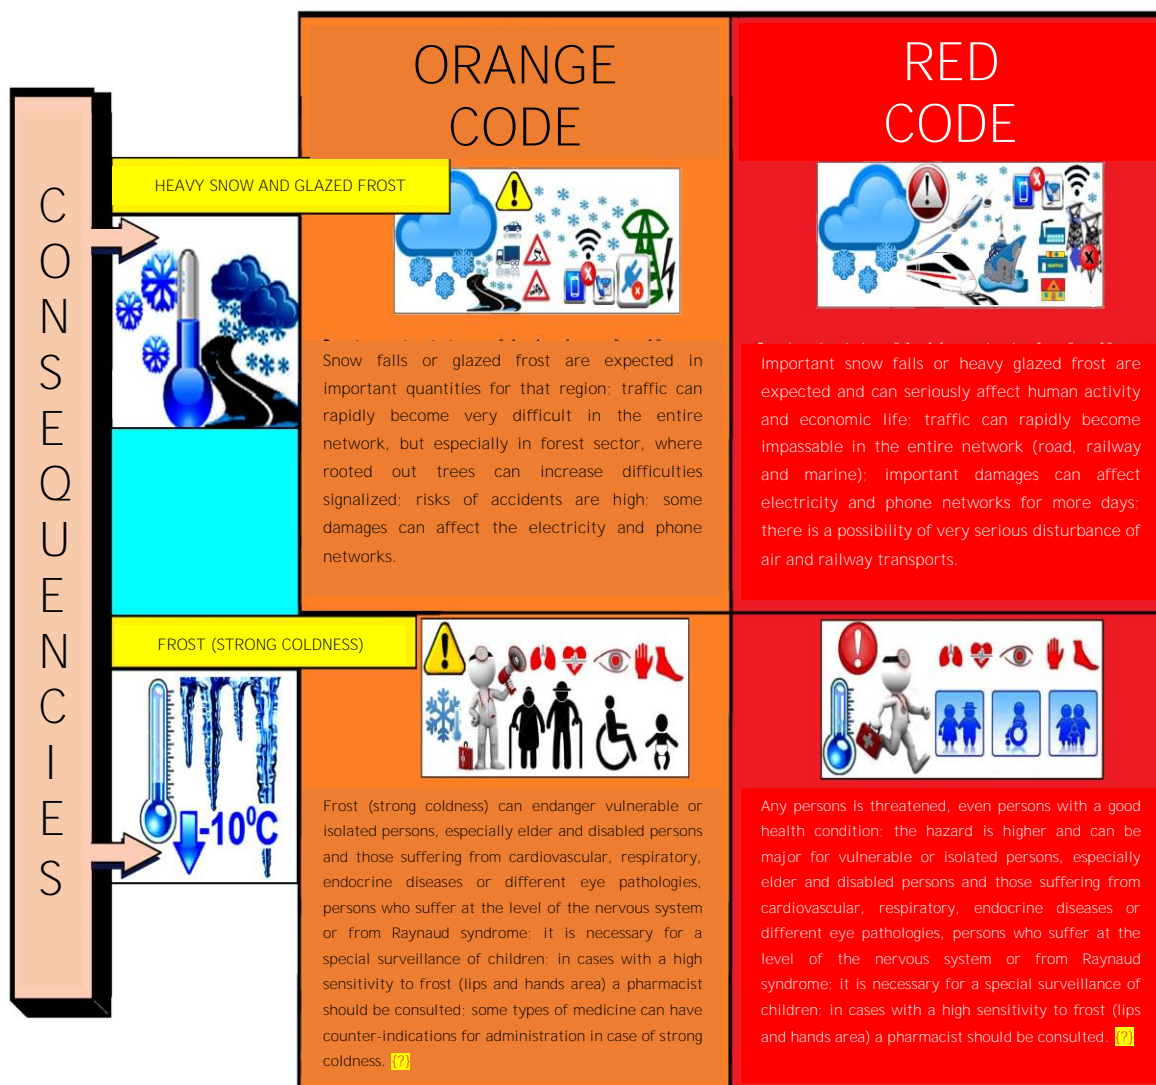 CONSEQUENCIES
ORANGE
CODE
RED
CODE
HEAVY SNOW AND GLAZED FROST
Snow falls or glazed frost are expected in
important quantities for that region; traffic can
rapidly become very difficult in the entire
network, but especially in forest sector, where
rooted out trees can increase difficulties
signalized; risks of accidents are high; some
damages can affect the electricity and phone
networks.
Important snow falls or heavy glazed frost are
expected and can seriously affect human activity
and economic life; traffic can rapidly become
impassable in the entire network (road, railway
and marine); important damages can affect
electricity and phone networks for more days;
there is a possibility of very serious disturbance of
air and railway transports.
FROST (STRONG COLDNESS)
-10⁰C
Frost (strong coldness) can endanger vulnerable or
isolated persons, especially elder and disabled persons
and those suffering from cardiovascular, respiratory,
endocrine diseases or different eye pathologies,
persons who suffer at the level of the nervous system
or from Raynaud syndrome; it is necessary for a
special surveillance of children; in cases with a high
sensitivity to frost (lips and hands area) a pharmacist
should be consulted; some types of medicine can have
counter-indications for administration in case of strong
coldness. {?}
Any persons is threatened, even persons with a good
health condition; the hazard is higher and can be
major for vulnerable or isolated persons, especially
elder and disabled persons and those suffering from
cardiovascular, respiratory, endocrine diseases or
different eye pathologies, persons who suffer at the
level of the nervous system or from Raynaud
syndrome; it is necessary for a special surveillance of
children; in cases with a high sensitivity to frost (lips
and hands area) a pharmacist should be consulted. {?}